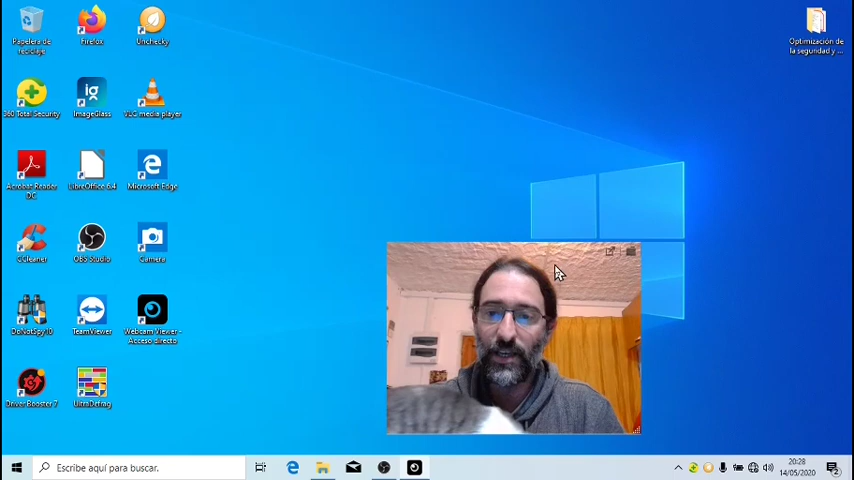 Papelera de
reciclaje
Firefox
Unchecky
Optimización de
la seguridad y ...
360 Total Security
ImageGlass
VLC media player
Acrobat Reader
DC
LibreOffice 6.4
Microsoft Edge
CCleaner
OBS Studio
Camera
DoNotSpy10
TeamViewer
Webcam Viewer -
Acceso directo
Driver Booster 7
UltraDefrag
Escribe aquí para buscar.
20:28
14/05/2020
2